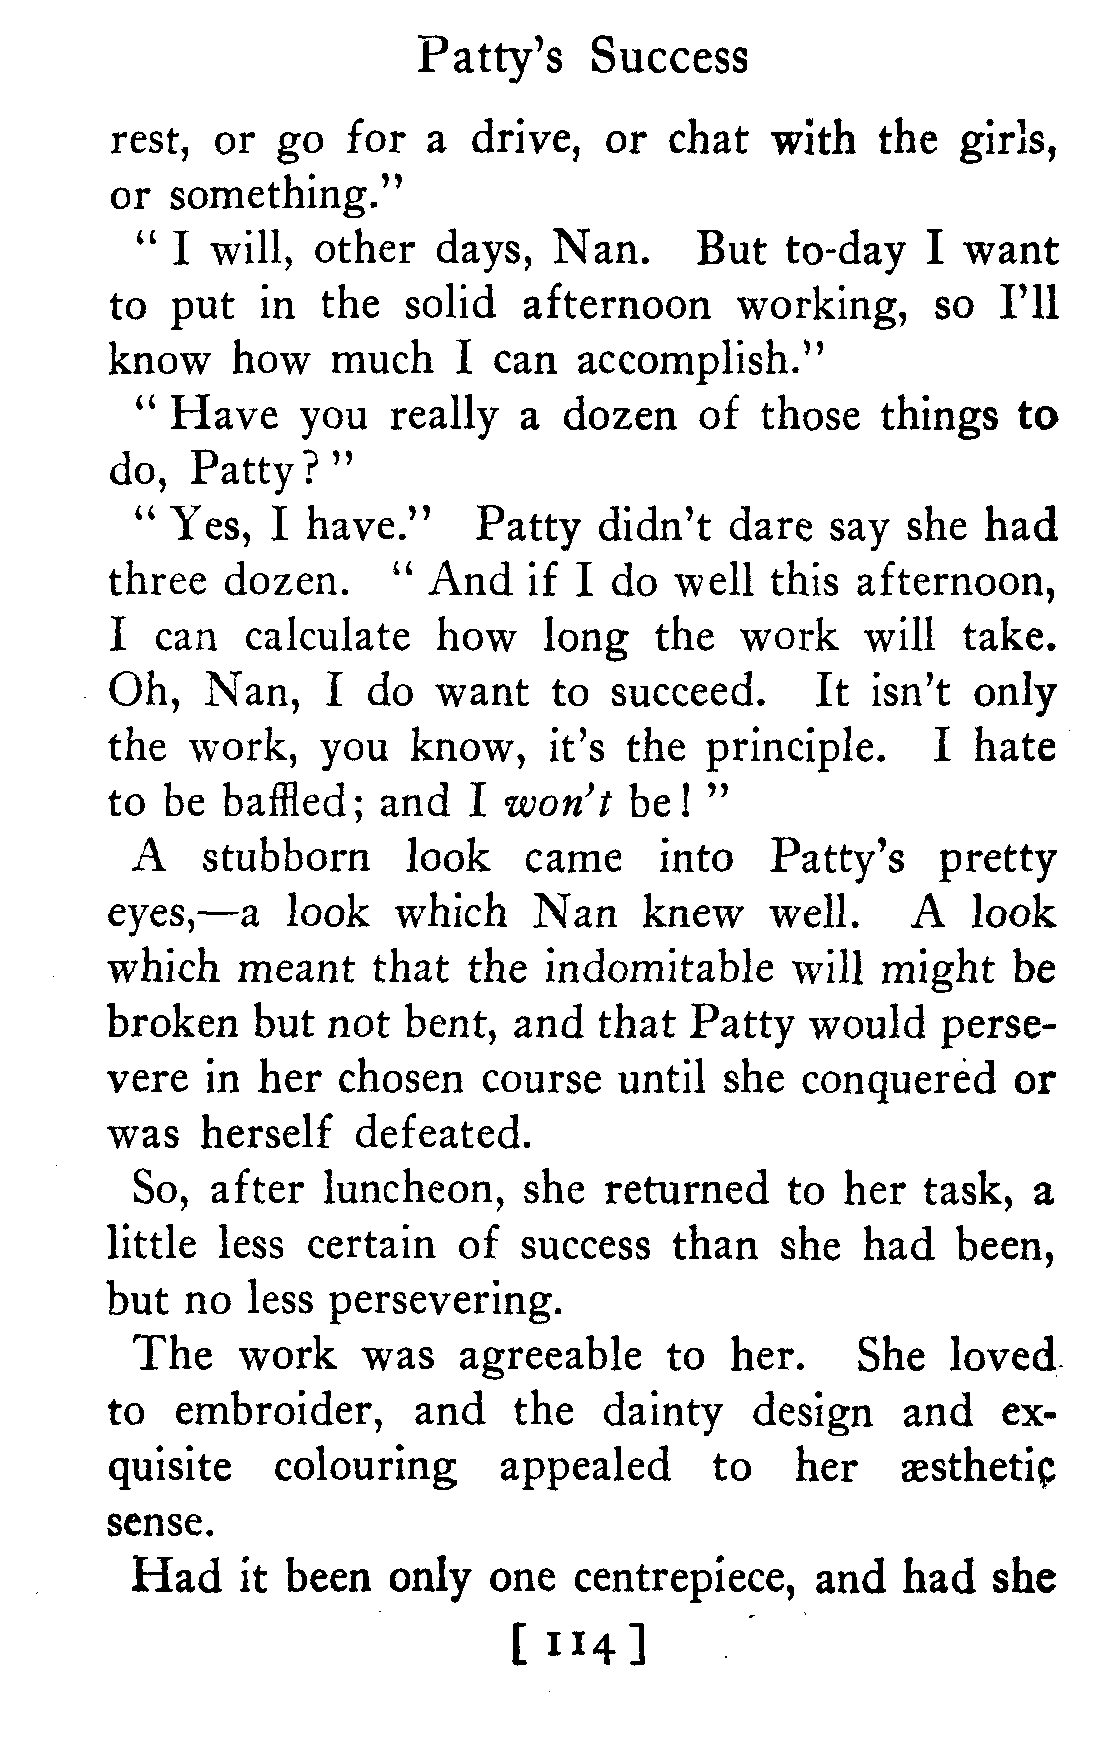 Patty's Success
rest, or go for a drive, or chat with the girls,
or something."
" I will, other days, Nan. But to-day I want
to put in the solid afternoon working, so I'll
know how much I can accomplish."
" Have you really a dozen of those things to
do, Patty? "
" Yes, I have." Patty didn't dare say she had
three dozen. " And if I do well this afternoon,
I can calculate how long the work will take.
Oh, Nan, I do want to succeed. It isn't only
the work, you know, it's the principle. I hate
to be baffled; and I won't be! "
A stubborn look came into Patty's pretty
eyes,—a look which Nan knew well. A look
which meant that the indomitable will might be
broken but not bent, and that Patty would perse-
vere in her chosen course until she conquered or
was herself defeated.
So, after luncheon, she returned to her task, a
little less certain of success than she had been,
but no less persevering.
The work was agreeable to her. She loved
to embroider, and the dainty design and ex-
quisite colouring appealed to her æsthetic
sense.
Had it been only one centrepiece, and had she
[ 114 ]